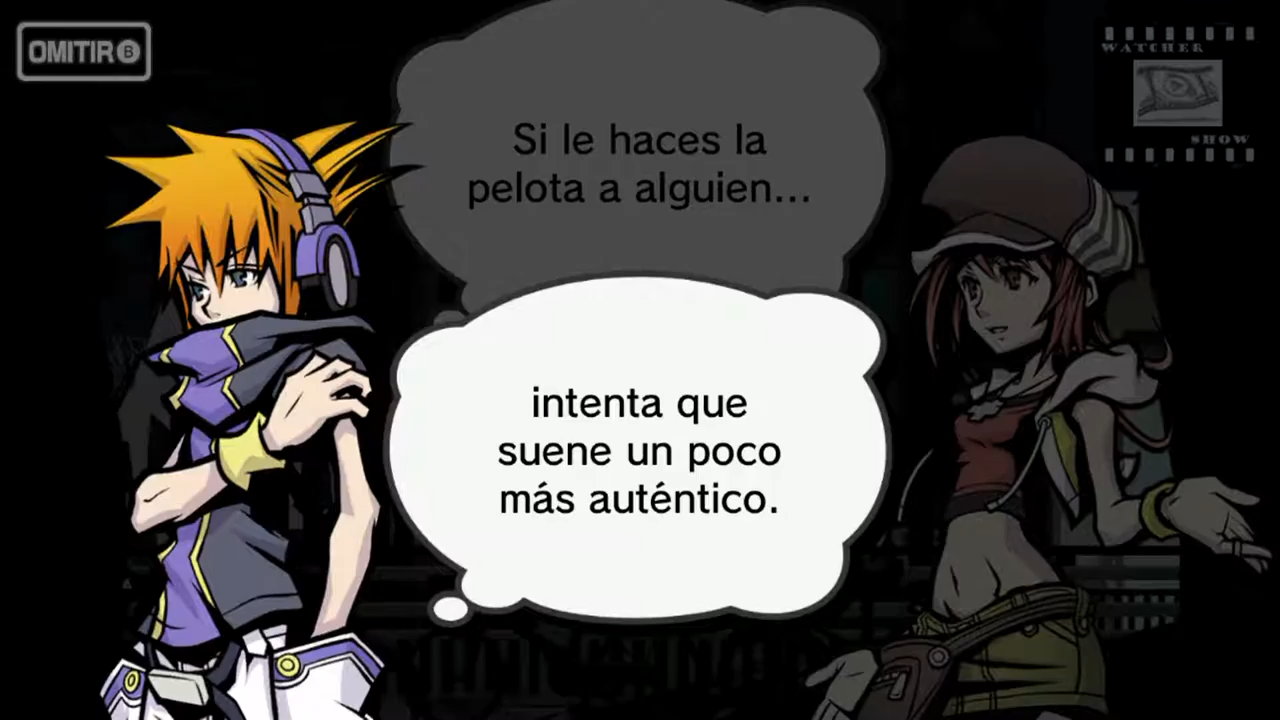 OMITIR B
WATCHER
SHOW
Si le haces la
pelota a alguien...
intenta que
suene un poco
más auténtico.